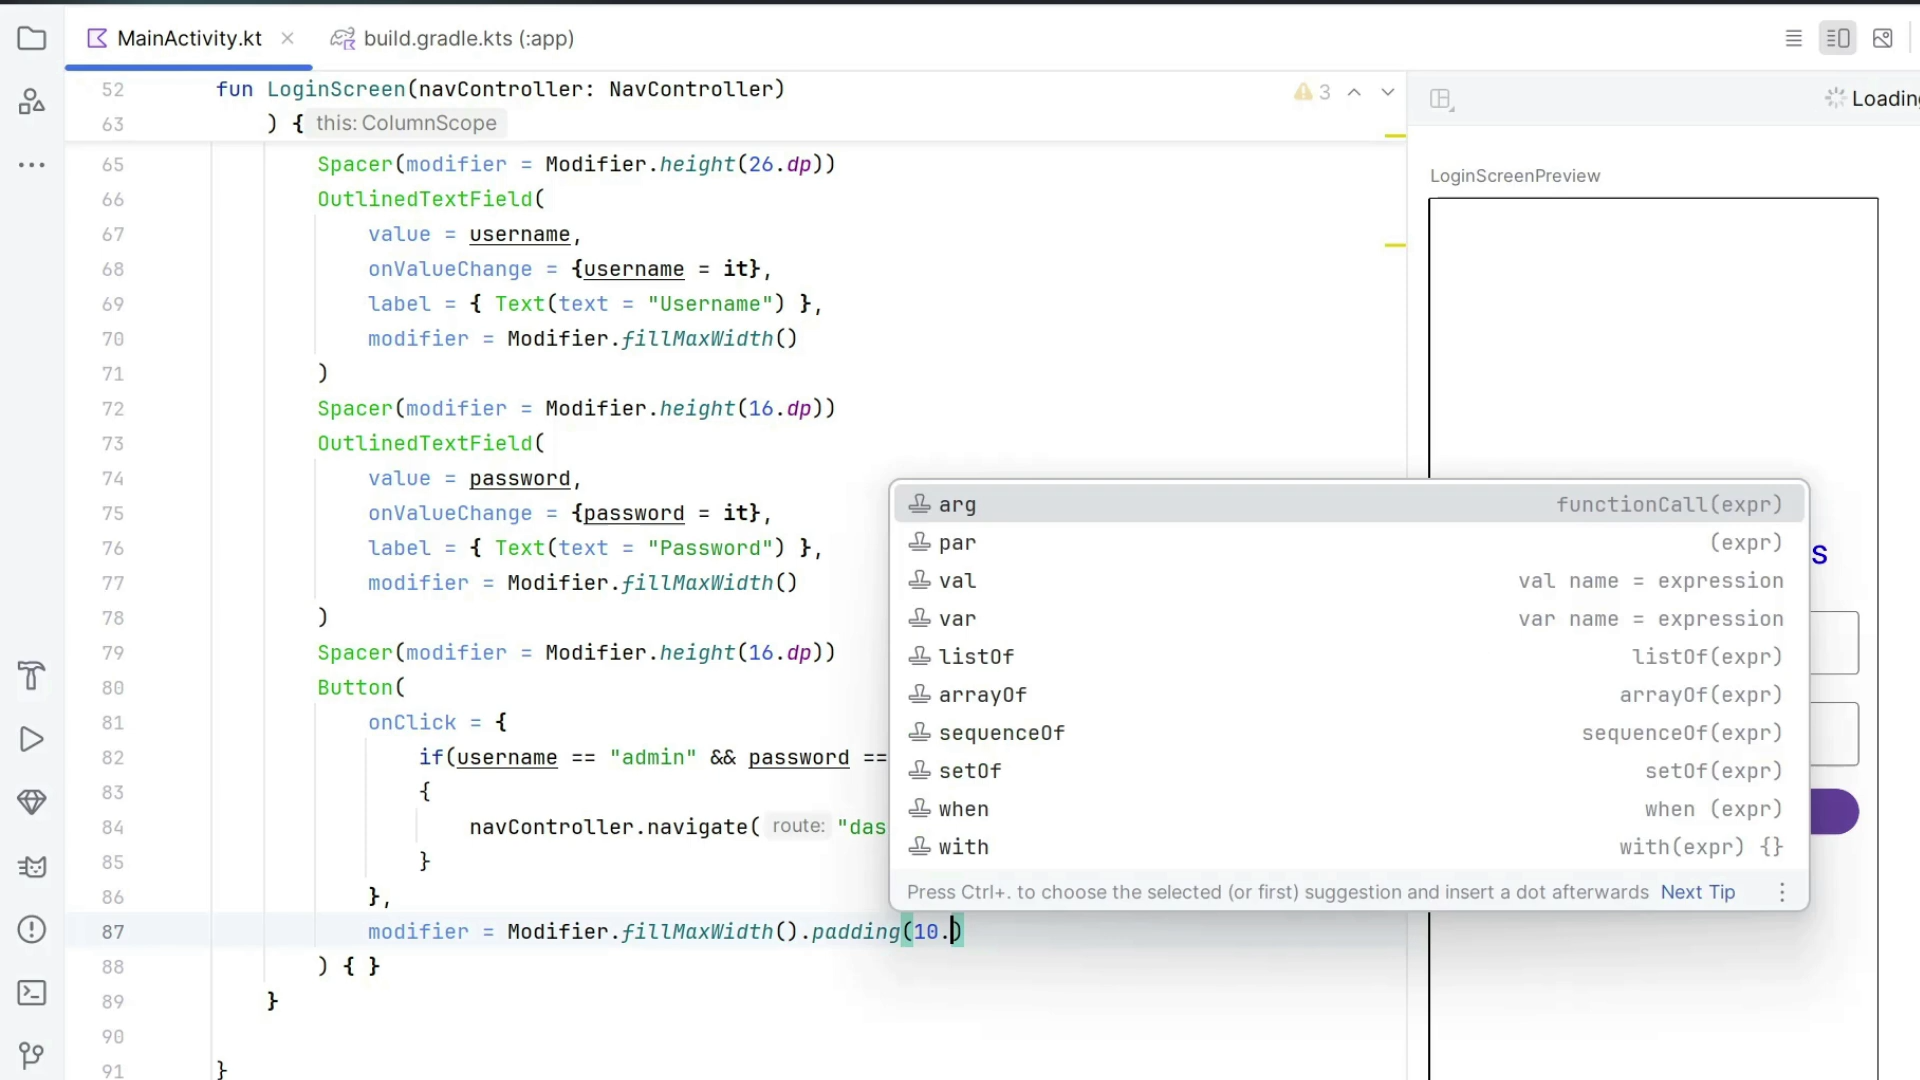 MainActivity.kt
build.gradle.kts (:app)
52 fun LoginScreen(navController: NavController)
3
63 ) { this: ColumnScope
Loading
65 Spacer(modifier = Modifier.height(26.dp))
66 OutlinedTextField(
67 value = username,
68 onValueChange = {username = it},
69 label = { Text(text = "Username") },
70 modifier = Modifier.fillMaxWidth()
71 )
72 Spacer(modifier = Modifier.height(16.dp))
73 OutlinedTextField(
74 value = password,
75 onValueChange = {password = it},
76 label = { Text(text = "Password") },
77 modifier = Modifier.fillMaxWidth()
78 )
79 Spacer(modifier = Modifier.height(16.dp))
80 Button(
81 onClick = {
82 if(username == "admin" && password ==
83 {
84 navController.navigate( route: "das
85 }
86 },
87 modifier = Modifier.fillMaxWidth().padding(10.)
88 ) { }
89 }
90
91 }
arg functionCall(expr)
par (expr)
val val name = expression
var var name = expression
listOf listOf(expr)
arrayOf arrayOf(expr)
sequenceOf sequenceOf(expr)
setOf setOf(expr)
when when (expr)
with with(expr) {}
Press Ctrl+. to choose the selected (or first) suggestion and insert a dot afterwards Next Tip
LoginScreenPreview
s